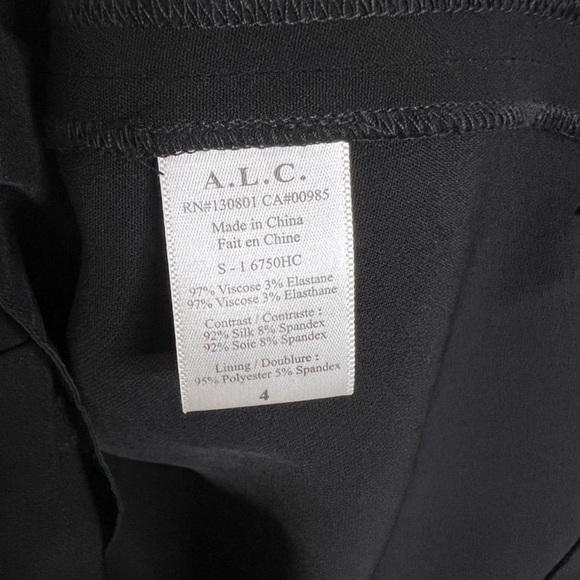 A.L.C.
RN#130801 CA#00985
Made in China
Fait en Chine
S - 1 6750HC
97% Viscose 3% Elastane
97% Viscose 3% Elasthane
Contrast / Contraste :
92% Silk 8% Spandex
92% Soie 8% Spandex
Lining / Doublure :
95% Polyester 5% Spandex
4